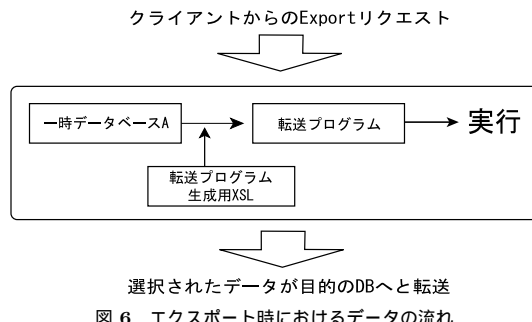 クライアントからのExportリクエスト
一時データベースA
転送プログラム
実行
転送プログラム
生成用XSL
選択されたデータが目的のDBへと転送
図 6 エクスポート時におけるデータの流れ